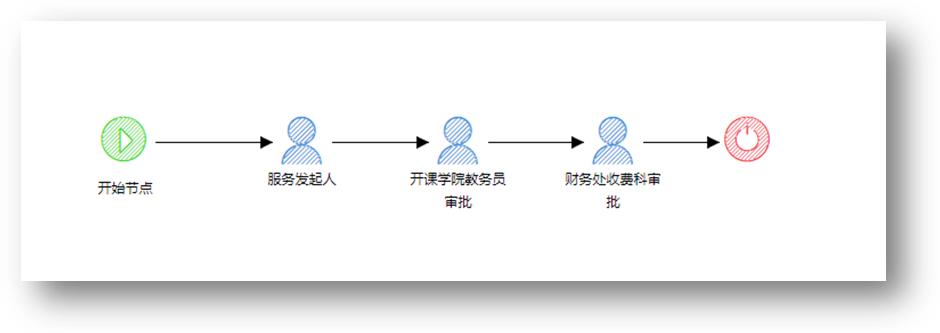 开始节点
服务发起人
开课学院教务员
审批
财务处收费科审
批